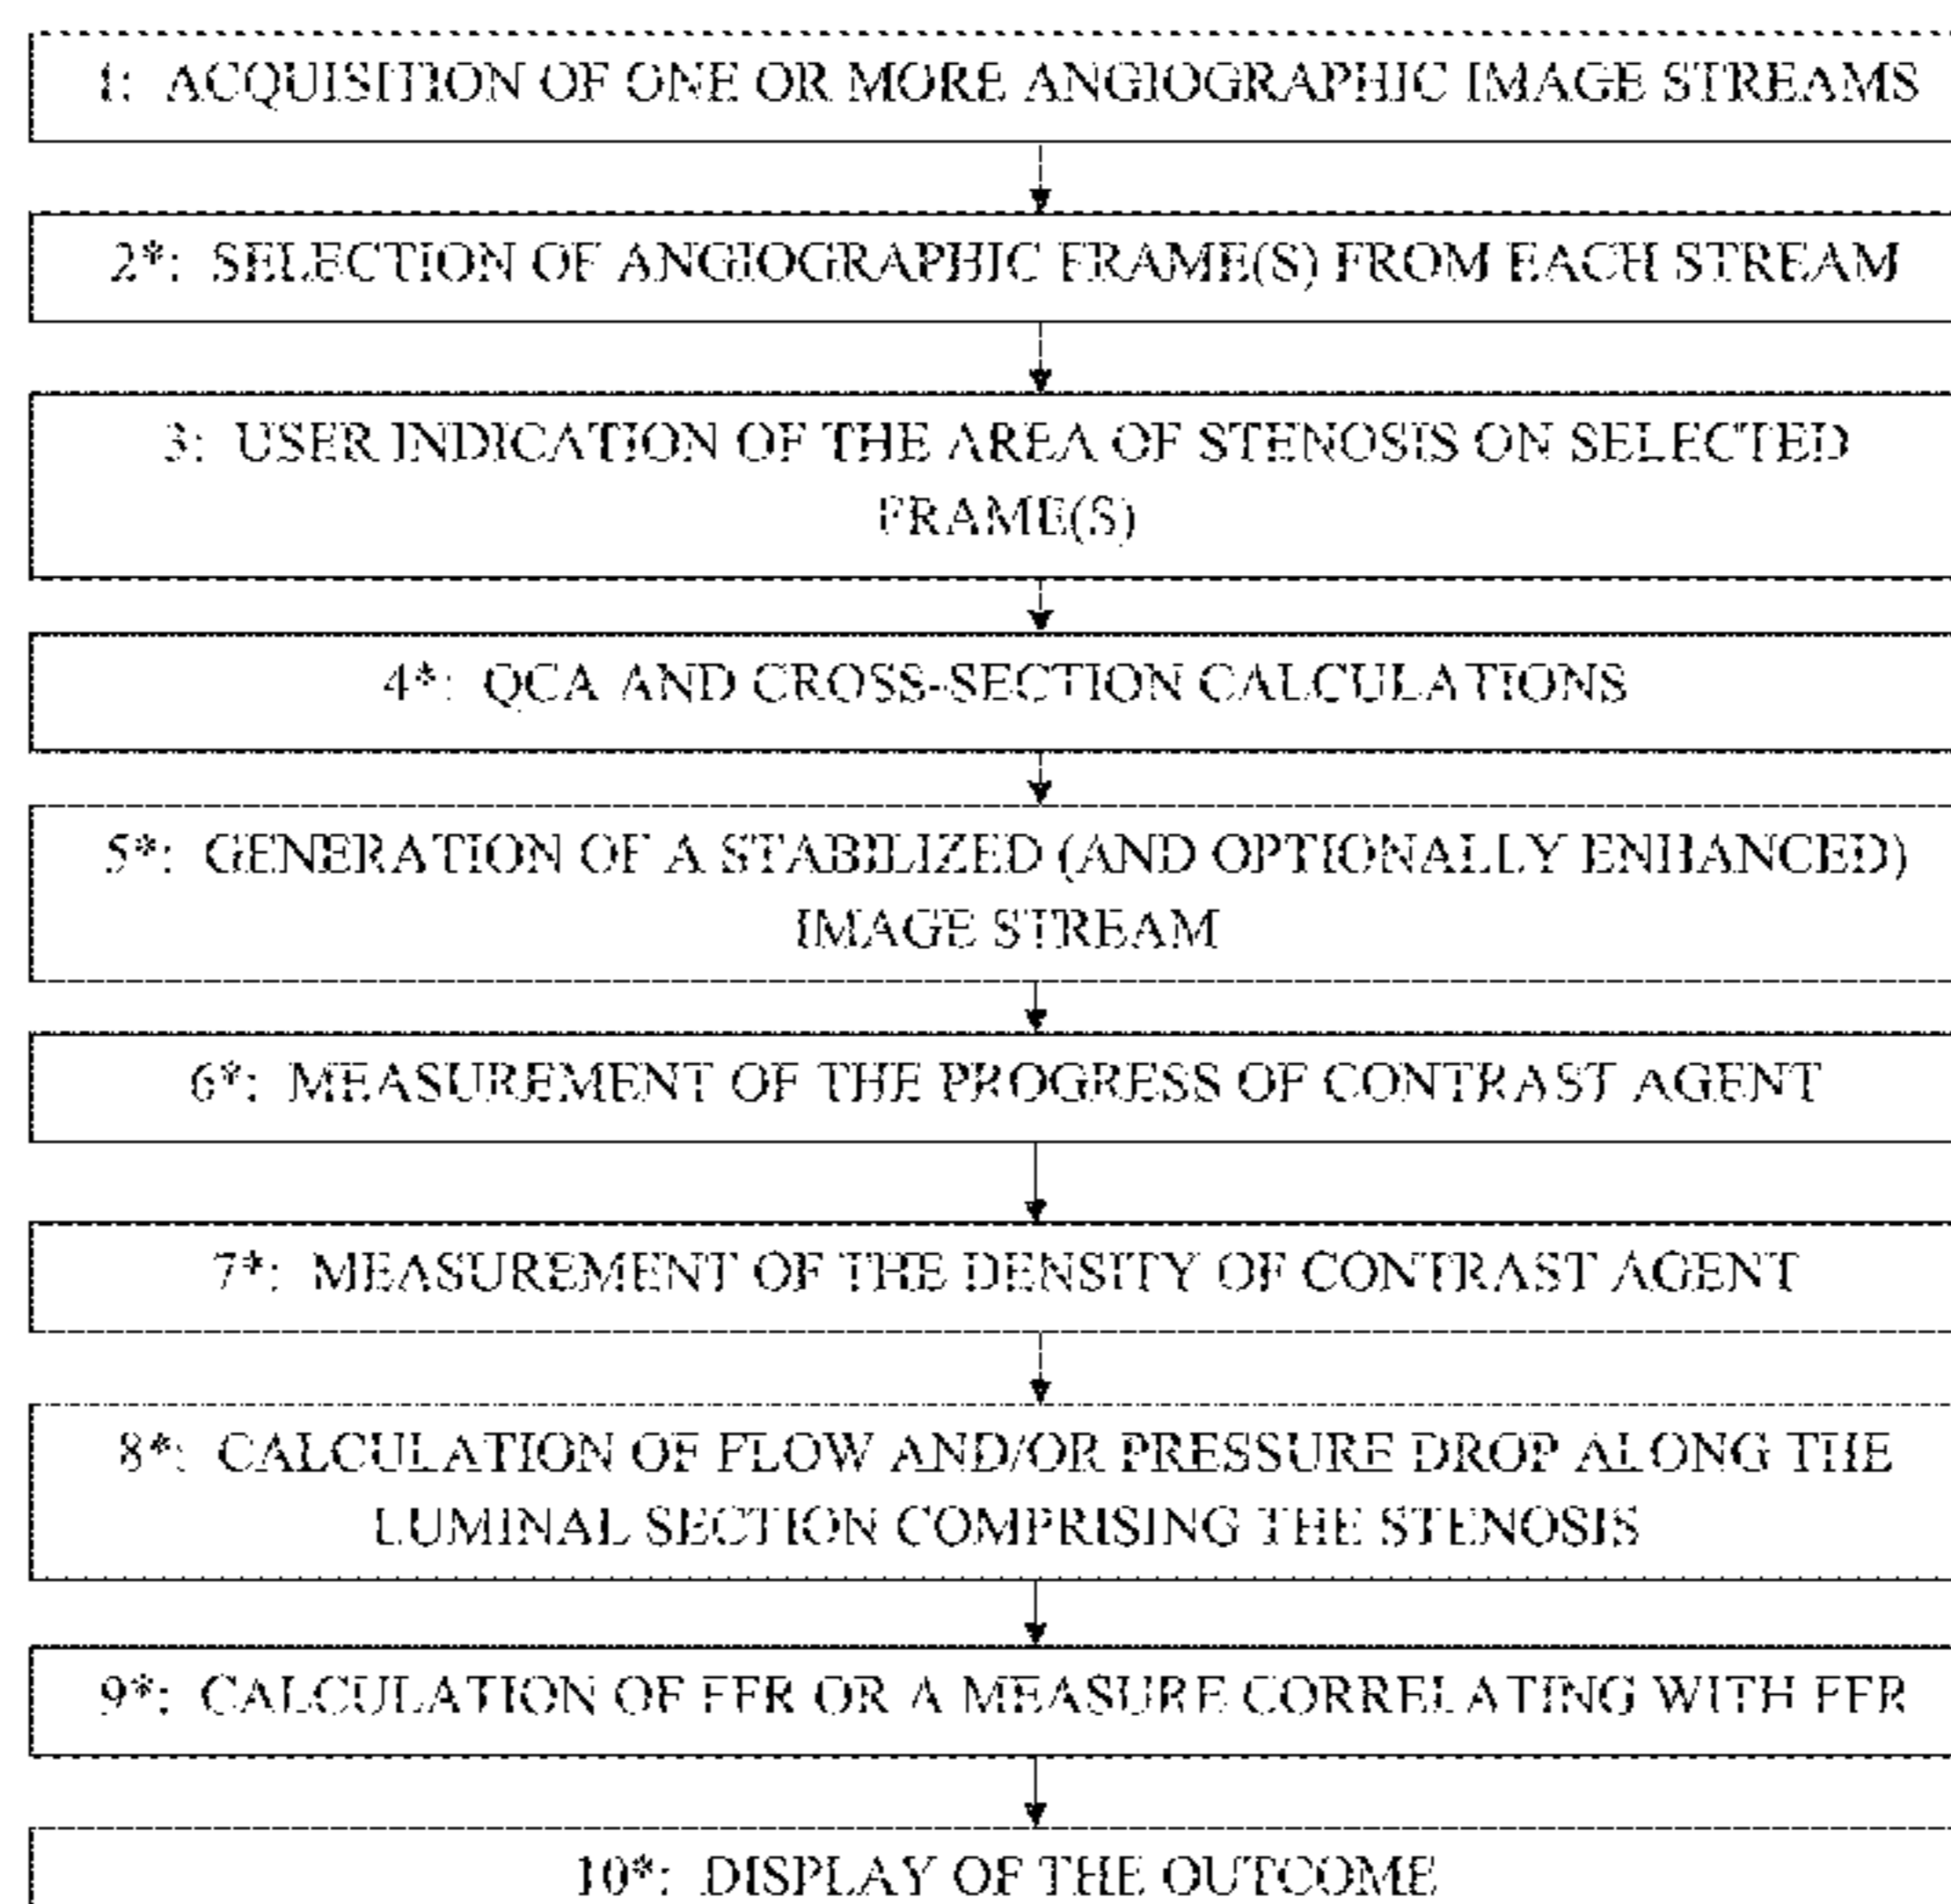 1: ACQUISITION OF ONE OR MORE ANGIOGRAPHIC IMAGE STREAMS
2*: SELECTION OF ANGIOGRAPHIC FRAME(S) FROM EACH STREAM
3: USER INDICATION OF THE AREA OF STENOSIS ON SELECTED
FRAME(S)
4*: QCA AND CROSS-SECTION CALCULATIONS
5*: GENERATION OF A STABILIZED (AND OPTIONALLY ENHANCED)
IMAGE STREAM
6*: MEASUREMENT OF THE PROGRESS OF CONTRAST AGENT
7*: MEASUREMENT OF THE DENSITY OF CONTRAST AGENT
8*: CALCULATION OF FLOW AND/OR PRESSURE DROP ALONG THE
LUMINAL SECTION COMPRISING THE STENOSIS
9*: CALCULATION OF FFR OR A MEASURE CORRELATING WITH FFR
10*: DISPLAY OF THE OUTCOME